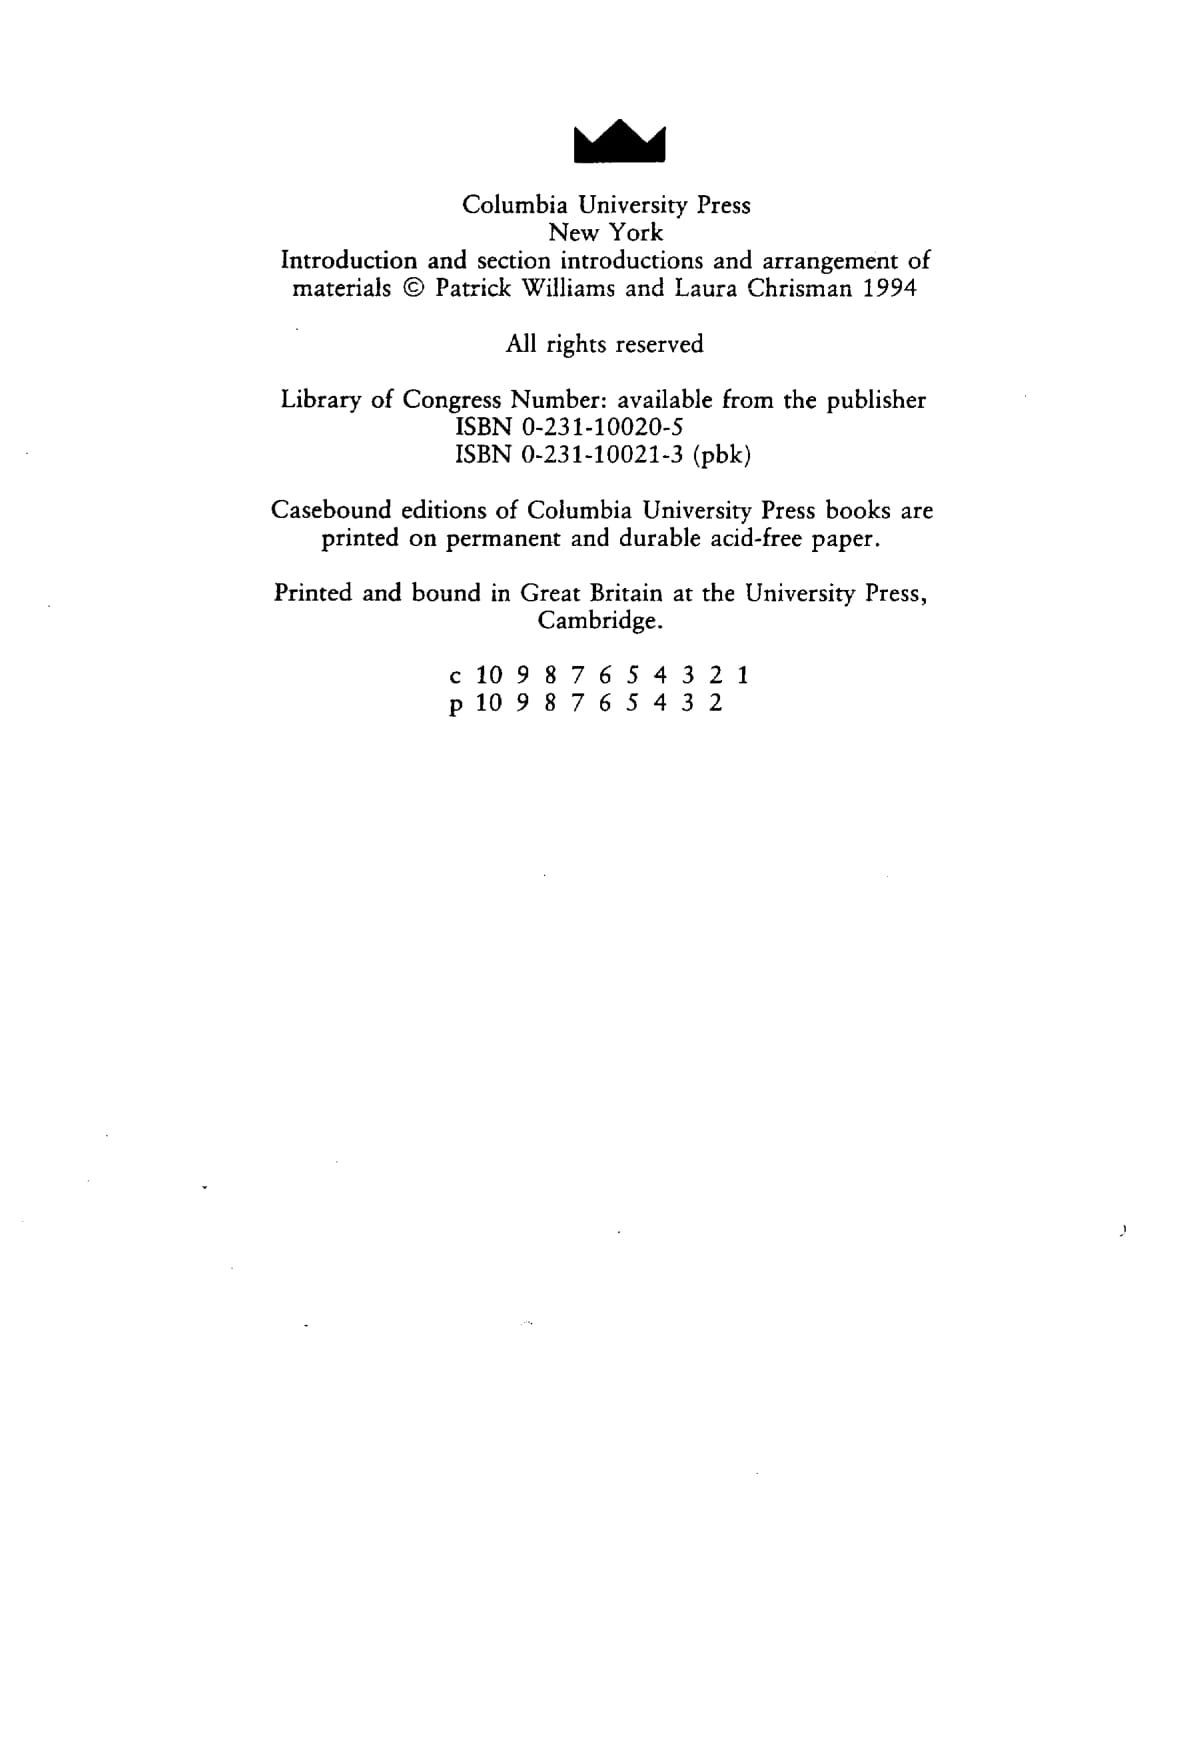 Columbia University Press
New York
Introduction and section introductions and arrangement of
materials © Patrick Williams and Laura Chrisman 1994
All rights reserved
Library of Congress Number: available from the publisher
ISBN 0-231-10020-5
ISBN 0-231-10021-3 (pbk)
Casebound editions of Columbia University Press books are
printed on permanent and durable acid-free paper.
Printed and bound in Great Britain at the University Press,
Cambridge.
c 10 9 8 7 6 5 4 3 2 1
p 10 9 8 7 6 5 4 3 2